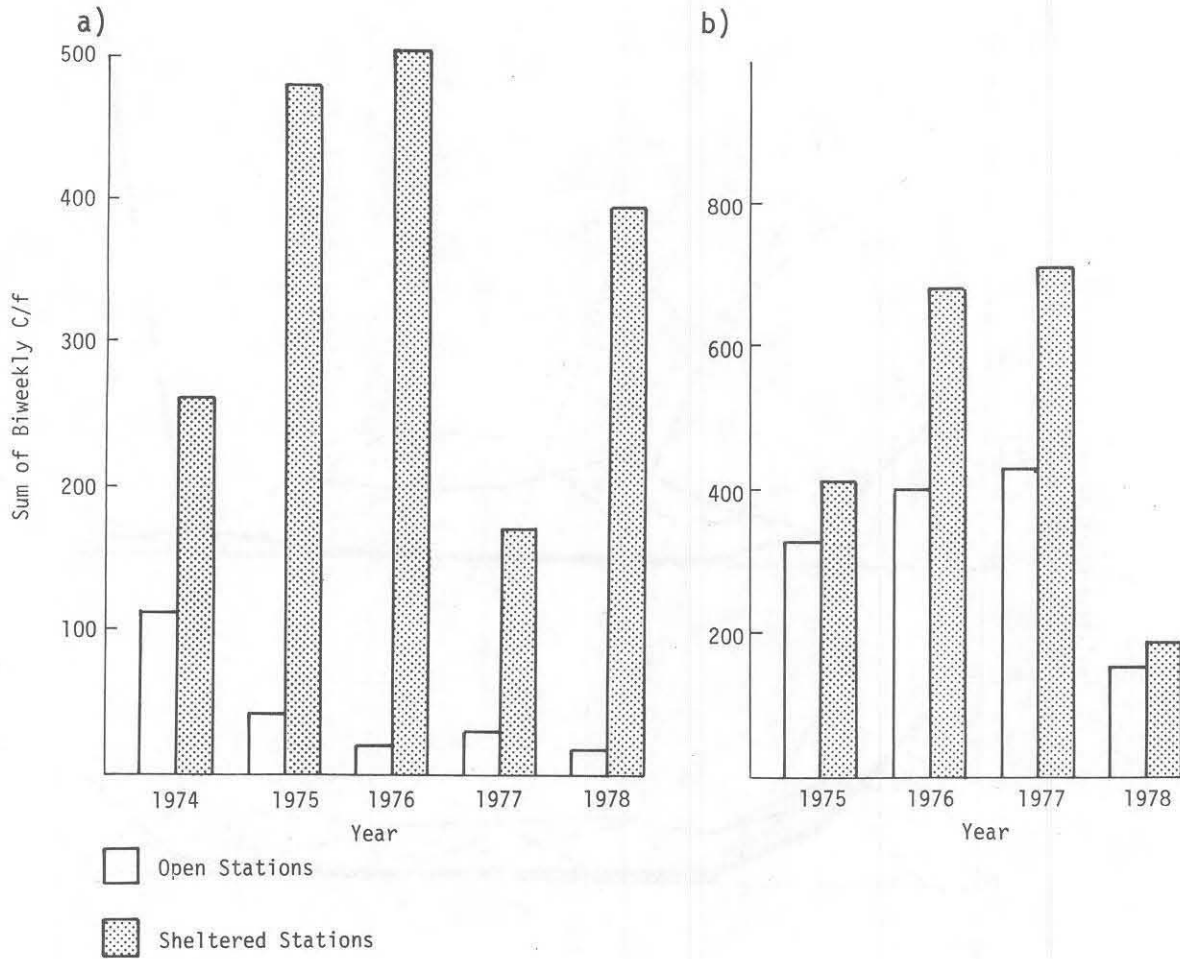 a)
500
400
300
200
100
Sum of Biweekly C/f
1974 1975 1976 1977 1978
Year
b)
800
600
400
200
1975 1976 1977 1978
Year
Open Stations
Sheltered Stations